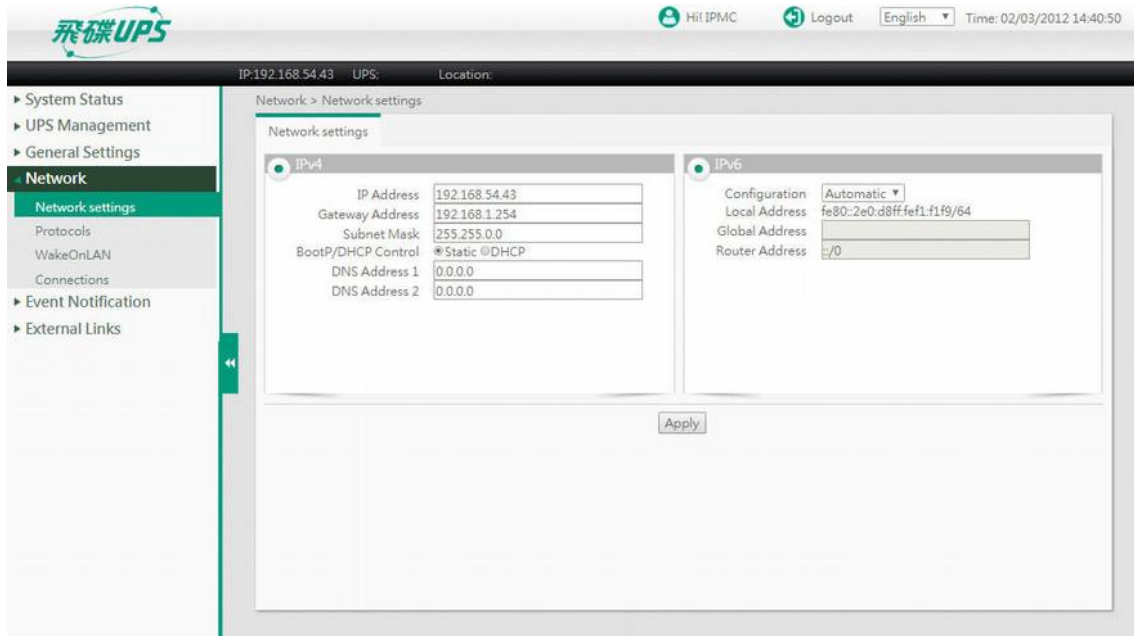 飛碟UPS
Hi! IPMC Logout English Time: 02/03/2012 14:40:50
IP:192.168.54.43 UPS: Location:
System Status
UPS Management
General Settings
Network
Network settings
Protocols
WakeOnLAN
Connections
Event Notification
External Links
Network > Network settings
Network settings
IPv4
IP Address 192.168.54.43
Gateway Address 192.168.1.254
Subnet Mask 255.255.0.0
BootP/DHCP Control Static DHCP
DNS Address 1 0.0.0.0
DNS Address 2 0.0.0.0
IPv6
Configuration Automatic
Local Address fe80::2e0:d8ff:fef1:f1f9/64
Global Address
Router Address ::/0
Apply